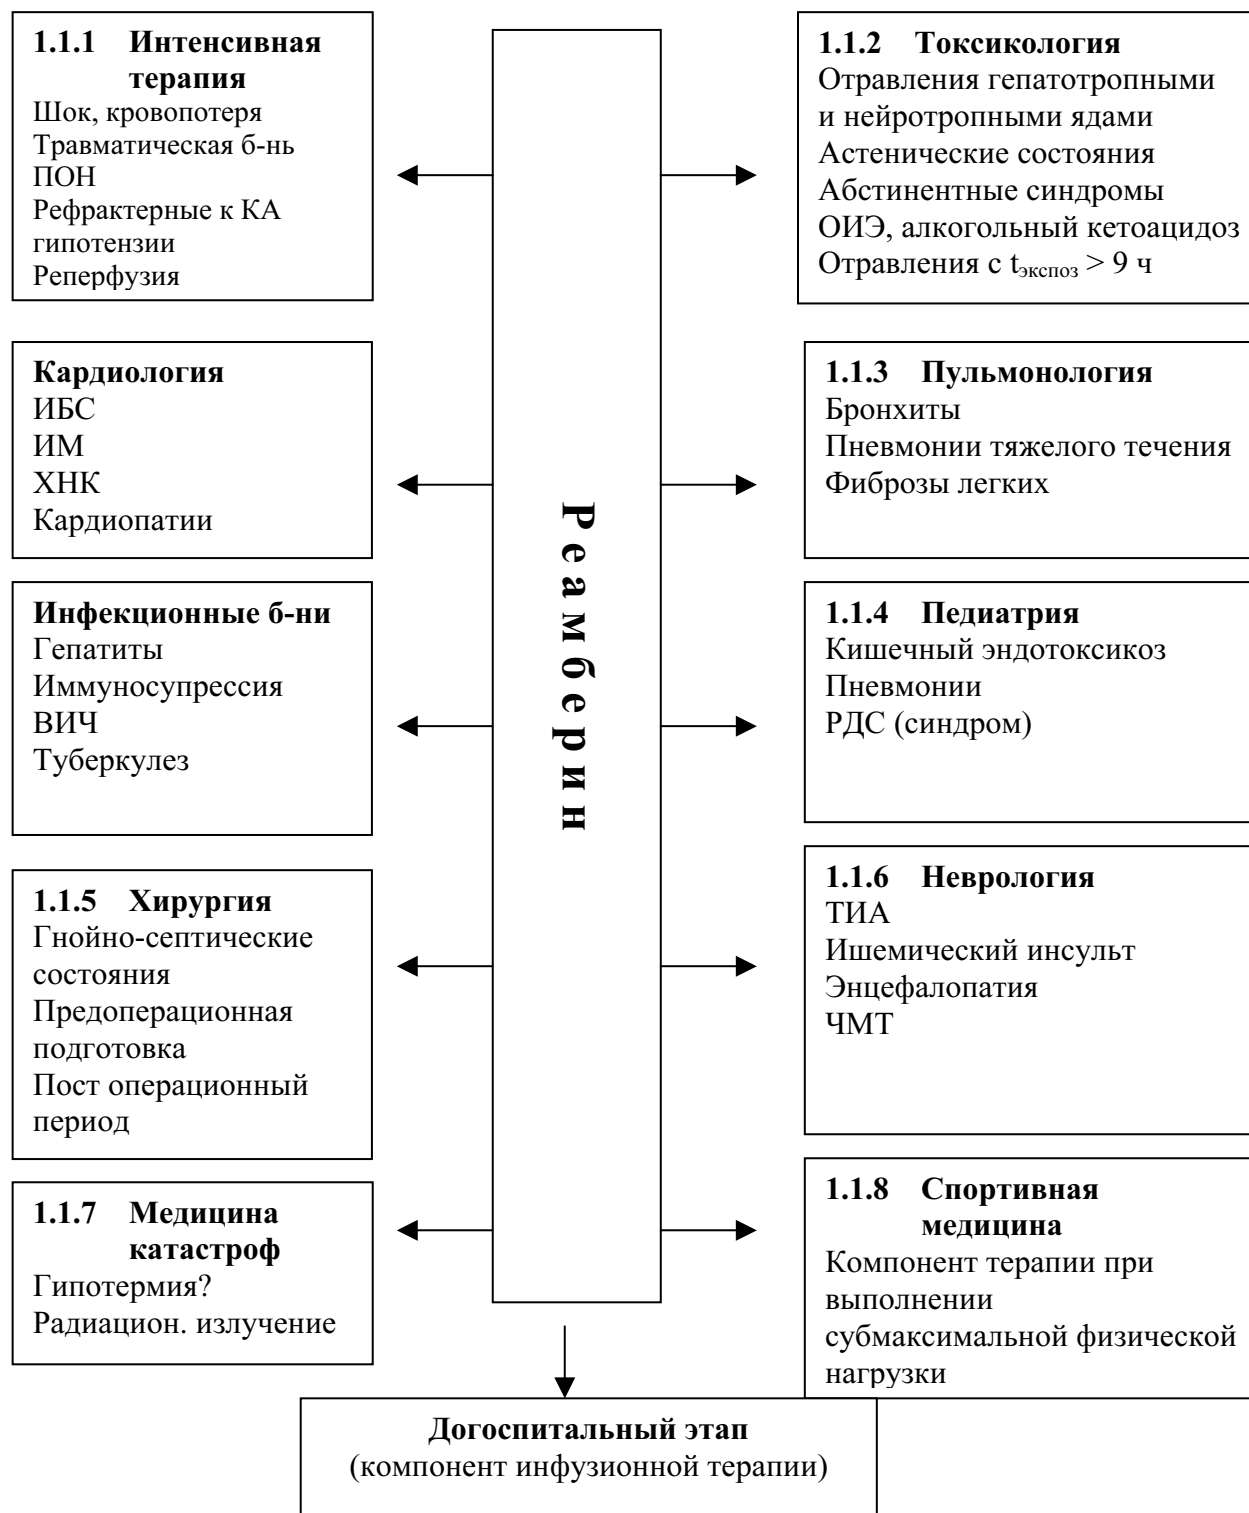 1.1.1 Интенсивная
терапия
Шок, кровопотеря
Травматическая б-нь
ПОН
Рефрактерные к КА
гипотензии
Реперфузия
1.1.2 Токсикология
Отравления гепатотропными
и нейротропными ядами
Астенические состояния
Абстинентные синдромы
ОИЭ, алкогольный кетоацидоз
Отравления с tэкспоз > 9 ч
Кардиология
ИБС
ИМ
ХНК
Кардиопатии
1.1.3 Пульмонология
Бронхиты
Пневмонии тяжелого течения
Фиброзы легких
Реамберин
Инфекционные б-ни
Гепатиты
Иммуносупрессия
ВИЧ
Туберкулез
1.1.4 Педиатрия
Кишечный эндотоксикоз
Пневмонии
РДС (синдром)
1.1.5 Хирургия
Гнойно-септические
состояния
Предоперационная
подготовка
Пост операционный
период
1.1.6 Неврология
ТИА
Ишемический инсульт
Энцефалопатия
ЧМТ
1.1.7 Медицина
катастроф
Гипотермия?
Радиацион. излучение
1.1.8 Спортивная
медицина
Компонент терапии при
выполнении
субмаксимальной физической
нагрузки
Догоспитальный этап
(компонент инфузионной терапии)